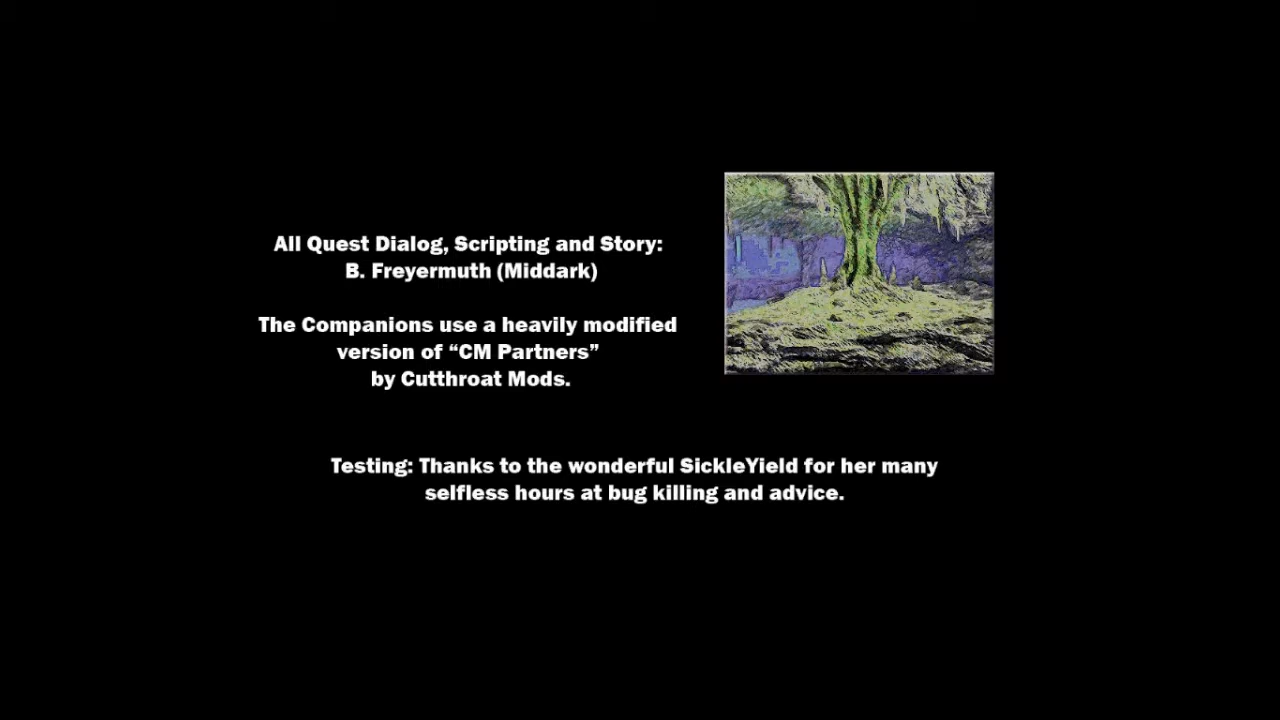 All Quest Dialog, Scripting and Story:
B. Freyermuth (Middark)
The Companions use a heavily modified
version of “CM Partners”
by Cutthroat Mods.
Testing: Thanks to the wonderful SickleYield for her many
selfless hours at bug killing and advice.